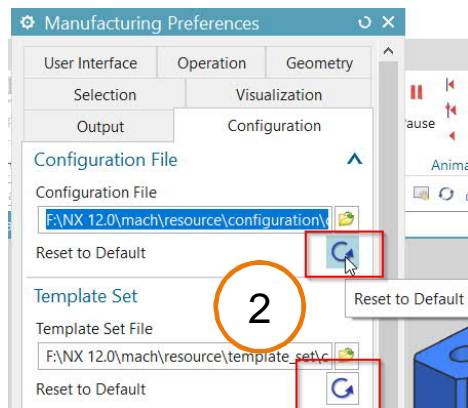 Manufacturing Preferences
User Interface Operation Geometry
Selection Visualization
Output Configuration
ause
Anima
Configuration File
Configuration File
F:\NX 12.0\mach\resource\configuration\
Reset to Default
Reset to Default
Template Set
2
Template Set File
F:\NX 12.0\mach\resource\template_set\c
Reset to Default